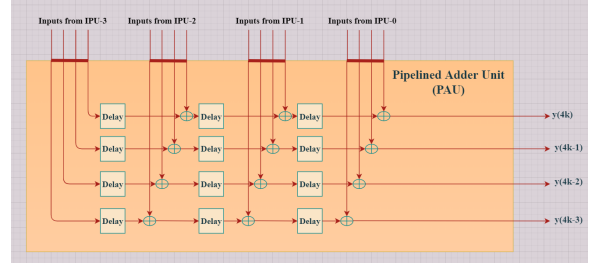 Inputs from IPU-3 Inputs from IPU-2 Inputs from IPU-1 Inputs from IPU-0
Pipelined Adder Unit
(PAU)
Delay Delay Delay y(4k)
Delay Delay Delay y(4k-1)
Delay Delay Delay y(4k-2)
Delay Delay Delay y(4k-3)